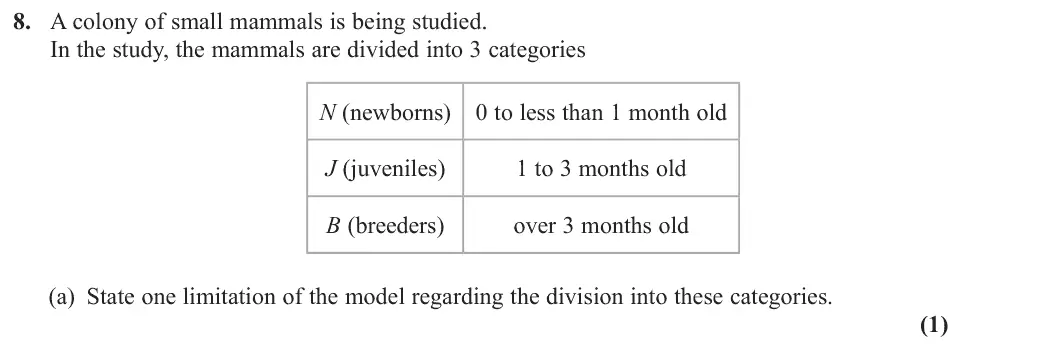 8. A colony of small mammals is being studied.
In the study, the mammals are divided into 3 categories
N (newborns) 0 to less than 1 month old
J (juveniles) 1 to 3 months old
B (breeders) over 3 months old
(a) State one limitation of the model regarding the division into these categories.
(1)